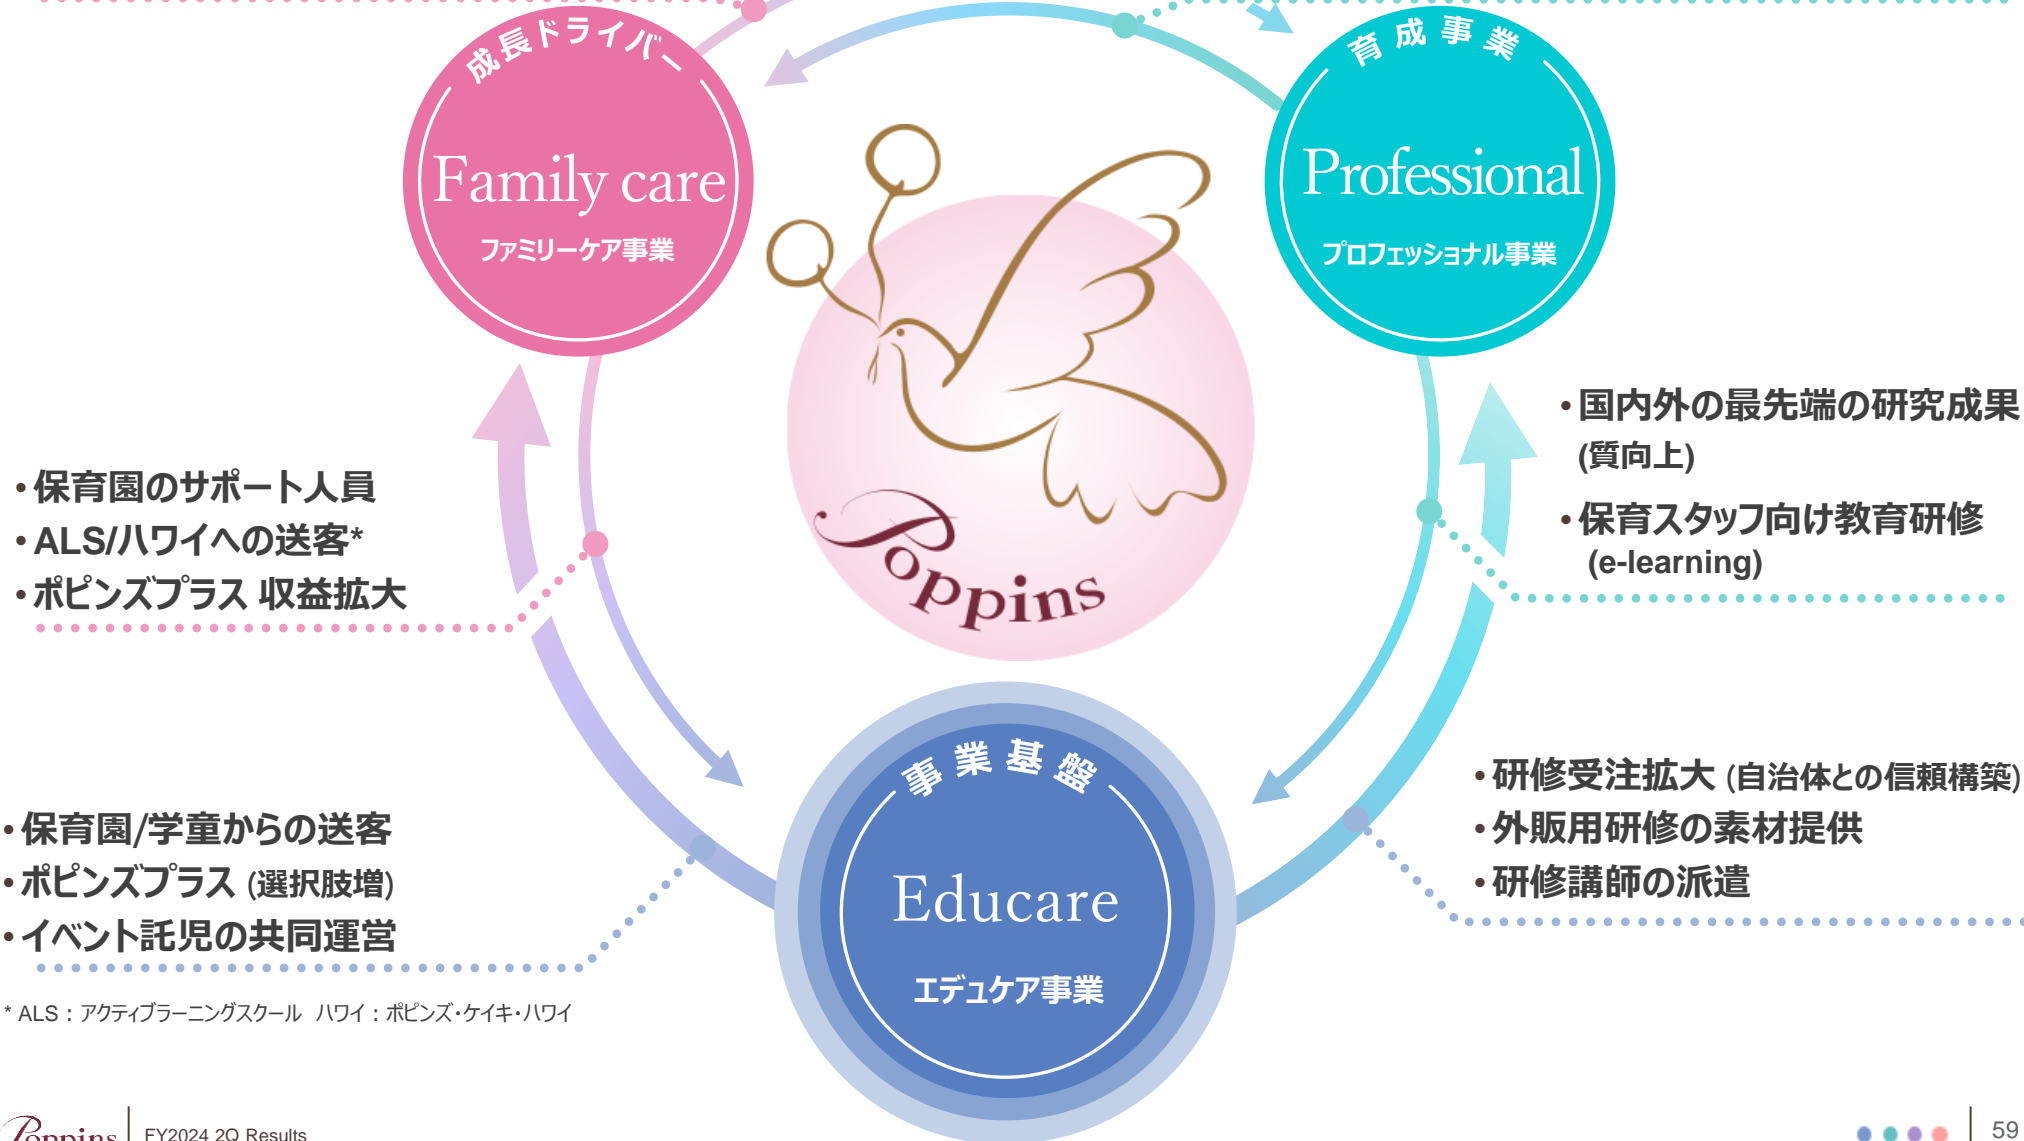 成長ドライバー
Family care
ファミリーケア事業
育成事業
Professional
プロフェッショナル事業
・保育園のサポート人員
・ALS/ハワイへの送客*
・ポピンズプラス 収益拡大
・国内外の最先端の研究成果
(質向上)
・保育スタッフ向け教育研修
(e-learning)
Poppins
・保育園/学童からの送客
・ポピンズプラス (選択肢増)
・イベント託児の共同運営
・研修受注拡大 (自治体との信頼構築)
・外販用研修の素材提供
・研修講師の派遣
事業基盤
Educare
エデュケア事業
* ALS：アクティブラーニングスクール ハワイ：ポピンズ・ケイキ・ハワイ
Poppins
FY2024 2Q Results
59